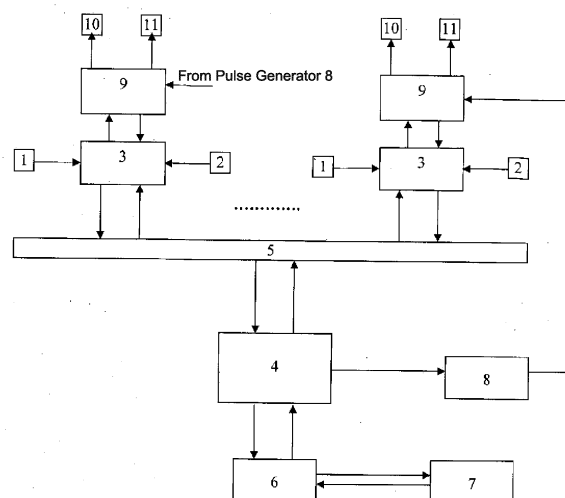 10 11 10 11
9 From Pulse Generator 8 9
1 3 2 1 3 2
.............
5
4 8
6 7